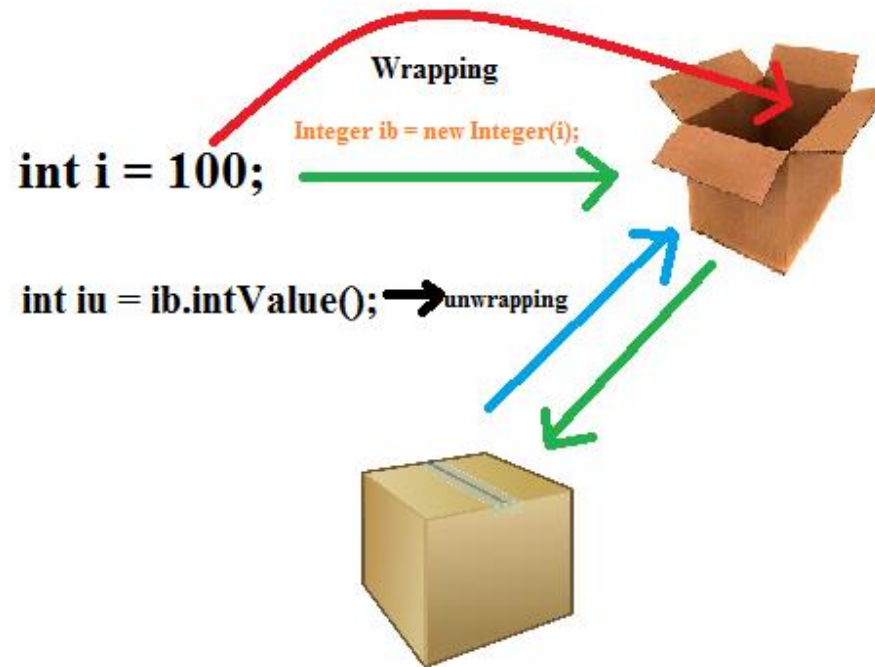 Wrapping
Integer ib = new Integer(i);
int i = 100;
int iu = ib.intValue();
unwrapping